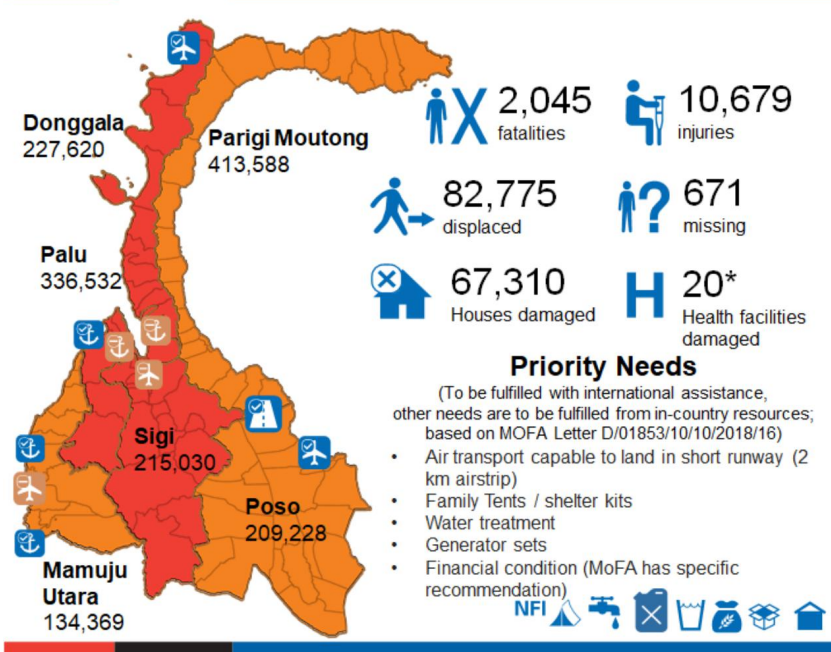 Donggala
227,620
Parigi Moutong
413,588
Palu
336,532
Sigi
215,030
Poso
209,228
Mamuju
Utara
134,369
2,045
fatalities
10,679
injuries
82,775
displaced
671
missing
67,310
Houses damaged
H
20*
Health facilities
damaged
Priority Needs
(To be fulfilled with international assistance,
other needs are to be fulfilled from in-country resources;
based on MOFA Letter D/01853/10/10/2018/16)
• Air transport capable to land in short runway (2
km airstrip)
• Family Tents / shelter kits
• Water treatment
• Generator sets
• Financial condition (MoFA has specific
recommendation)
NFI